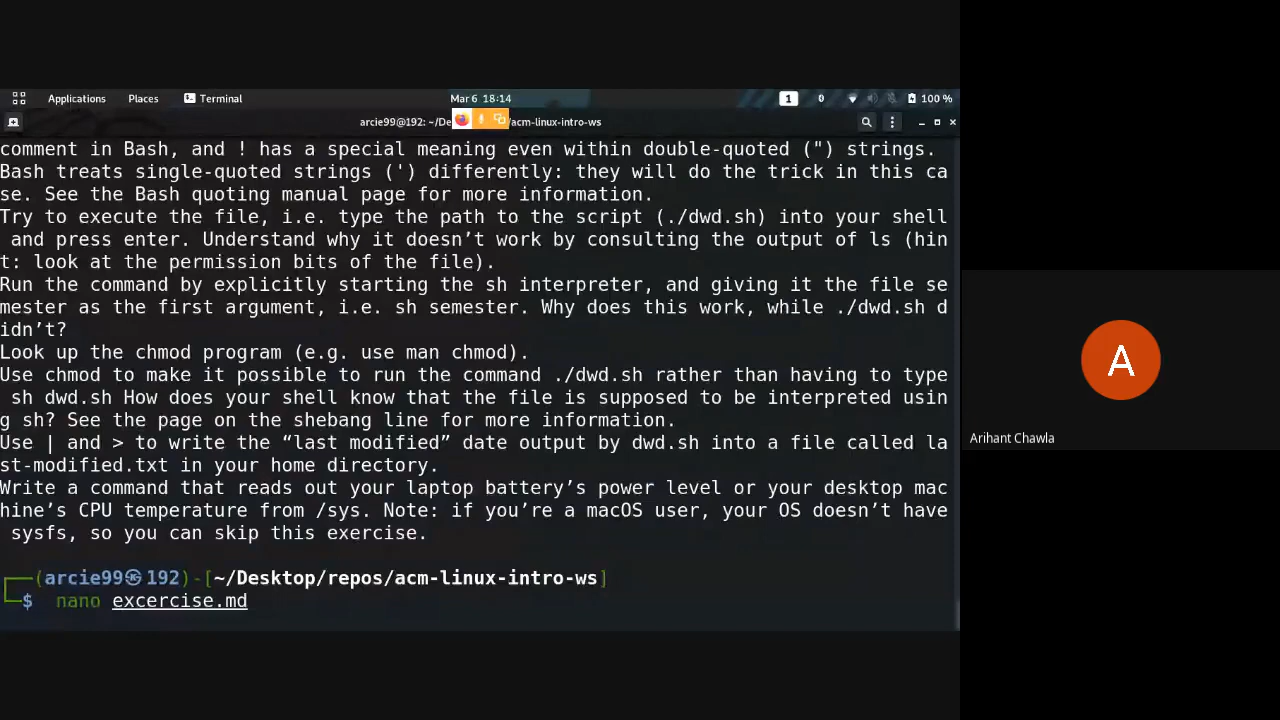 Applications Places Terminal Mar 6 18:14 1 0 100 %
arcie99@192: ~/De /acm-linux-intro-ws
comment in Bash, and ! has a special meaning even within double-quoted (") strings.
Bash treats single-quoted strings (') differently: they will do the trick in this ca
se. See the Bash quoting manual page for more information.
Try to execute the file, i.e. type the path to the script (./dwd.sh) into your shell
 and press enter. Understand why it doesn’t work by consulting the output of ls (hin
t: look at the permission bits of the file).
Run the command by explicitly starting the sh interpreter, and giving it the file se
mester as the first argument, i.e. sh semester. Why does this work, while ./dwd.sh d
idn’t?
Look up the chmod program (e.g. use man chmod).
Use chmod to make it possible to run the command ./dwd.sh rather than having to type
 sh dwd.sh How does your shell know that the file is supposed to be interpreted usin
g sh? See the page on the shebang line for more information.
Use | and > to write the “last modified” date output by dwd.sh into a file called la
st-modified.txt in your home directory.
Write a command that reads out your laptop battery’s power level or your desktop mac
hine’s CPU temperature from /sys. Note: if you’re a macOS user, your OS doesn’t have
 sysfs, so you can skip this exercise.
┌──(arcie99㉿192)-[~/Desktop/repos/acm-linux-intro-ws]
└─$ nano excercise.md
A
Arihant Chawla